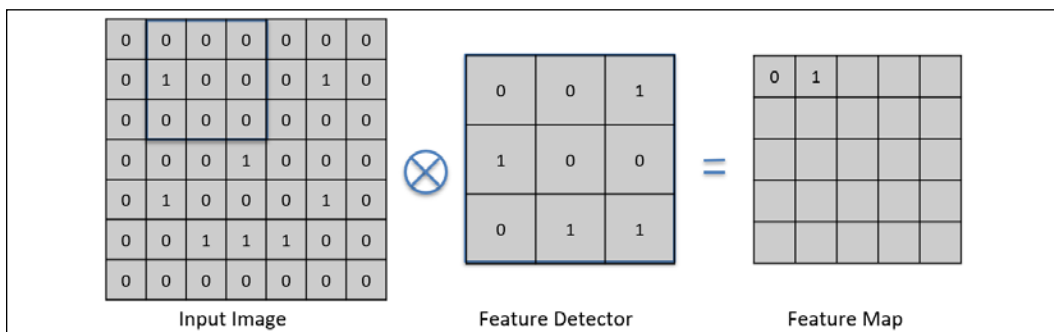 0 0 0 0 0 0 0
0 1 0 0 0 1 0
0 0 0 0 0 0 0
0 0 0 1 0 0 0
0 1 0 0 0 1 0
0 0 1 1 1 0 0
0 0 0 0 0 0 0
Input Image
0 0 1
1 0 0
0 1 1
Feature Detector
=
0 1
Feature Map